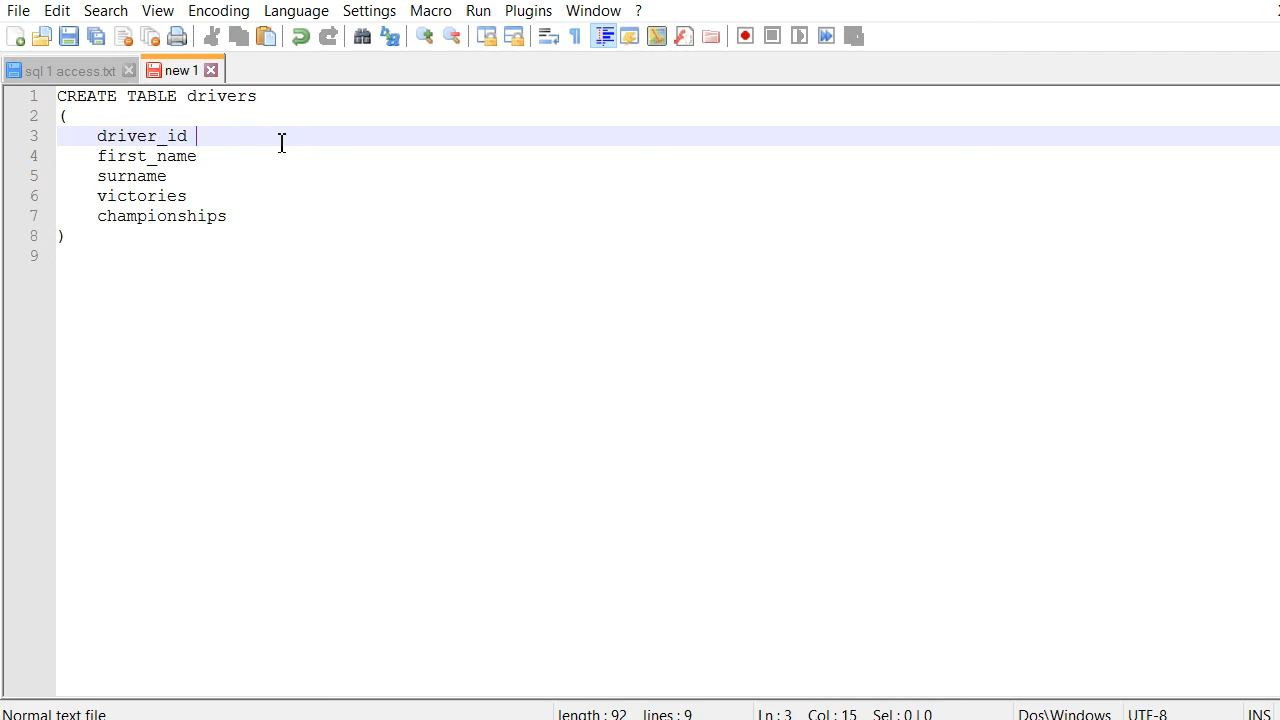 File Edit Search View Encoding Language Settings Macro Run Plugins Window ?
sql 1 access.txt new 1
1 CREATE TABLE drivers
2 (
3 driver_id
4 first_name
5 surname
6 victories
7 championships
8 )
9
Normal text file length : 92 lines : 9 Ln : 3 Col : 15 Sel : 0 | 0 Dos\Windows UTF-8 INS